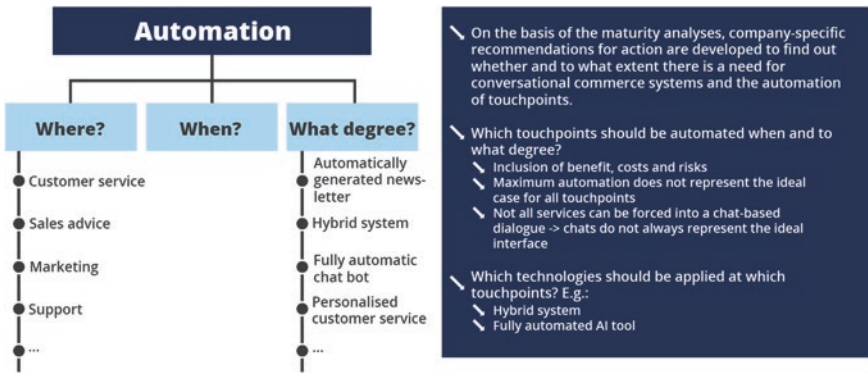 Automation
Where?
When?
What degree?
Customer service
Sales advice
Marketing
Support
...
Automatically
generated news-
letter
Hybrid system
Fully automatic
chat bot
Personalised
customer service
...
On the basis of the maturity analyses, company-specific
recommendations for action are developed to find out
whether and to what extent there is a need for
conversational commerce systems and the automation
of touchpoints.
Which touchpoints should be automated when and to
what degree?
Inclusion of benefit, costs and risks
Maximum automation does not represent the ideal
case for all touchpoints
Not all services can be forced into a chat-based
dialogue -> chats do not always represent the ideal
interface
Which technologies should be applied at which
touchpoints? E.g.:
Hybrid system
Fully automated AI tool